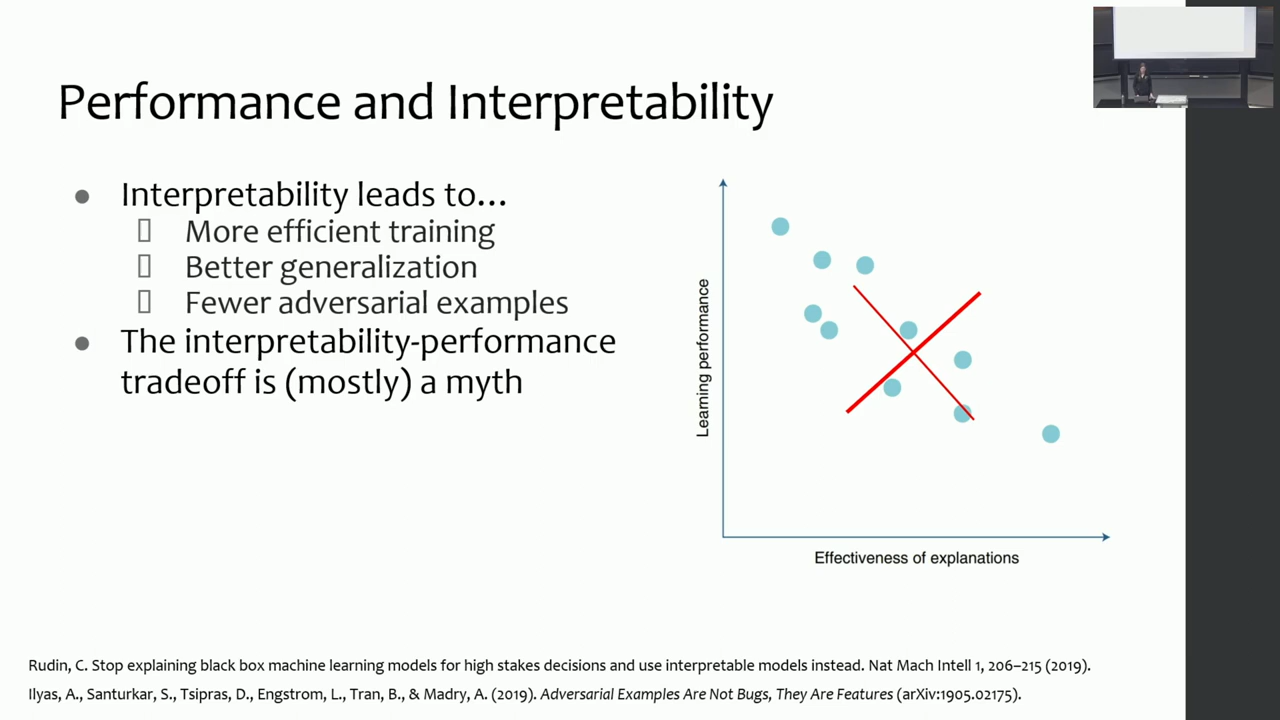 Performance and Interpretability
● Interpretability leads to...
More efficient training
Better generalization
Fewer adversarial examples
● The interpretability-performance
tradeoff is (mostly) a myth
Learning performance
Effectiveness of explanations
Rudin, C. Stop explaining black box machine learning models for high stakes decisions and use interpretable models instead. Nat Mach Intell 1, 206–215 (2019).
Ilyas, A., Santurkar, S., Tsipras, D., Engstrom, L., Tran, B., & Madry, A. (2019). Adversarial Examples Are Not Bugs, They Are Features (arXiv:1905.02175).